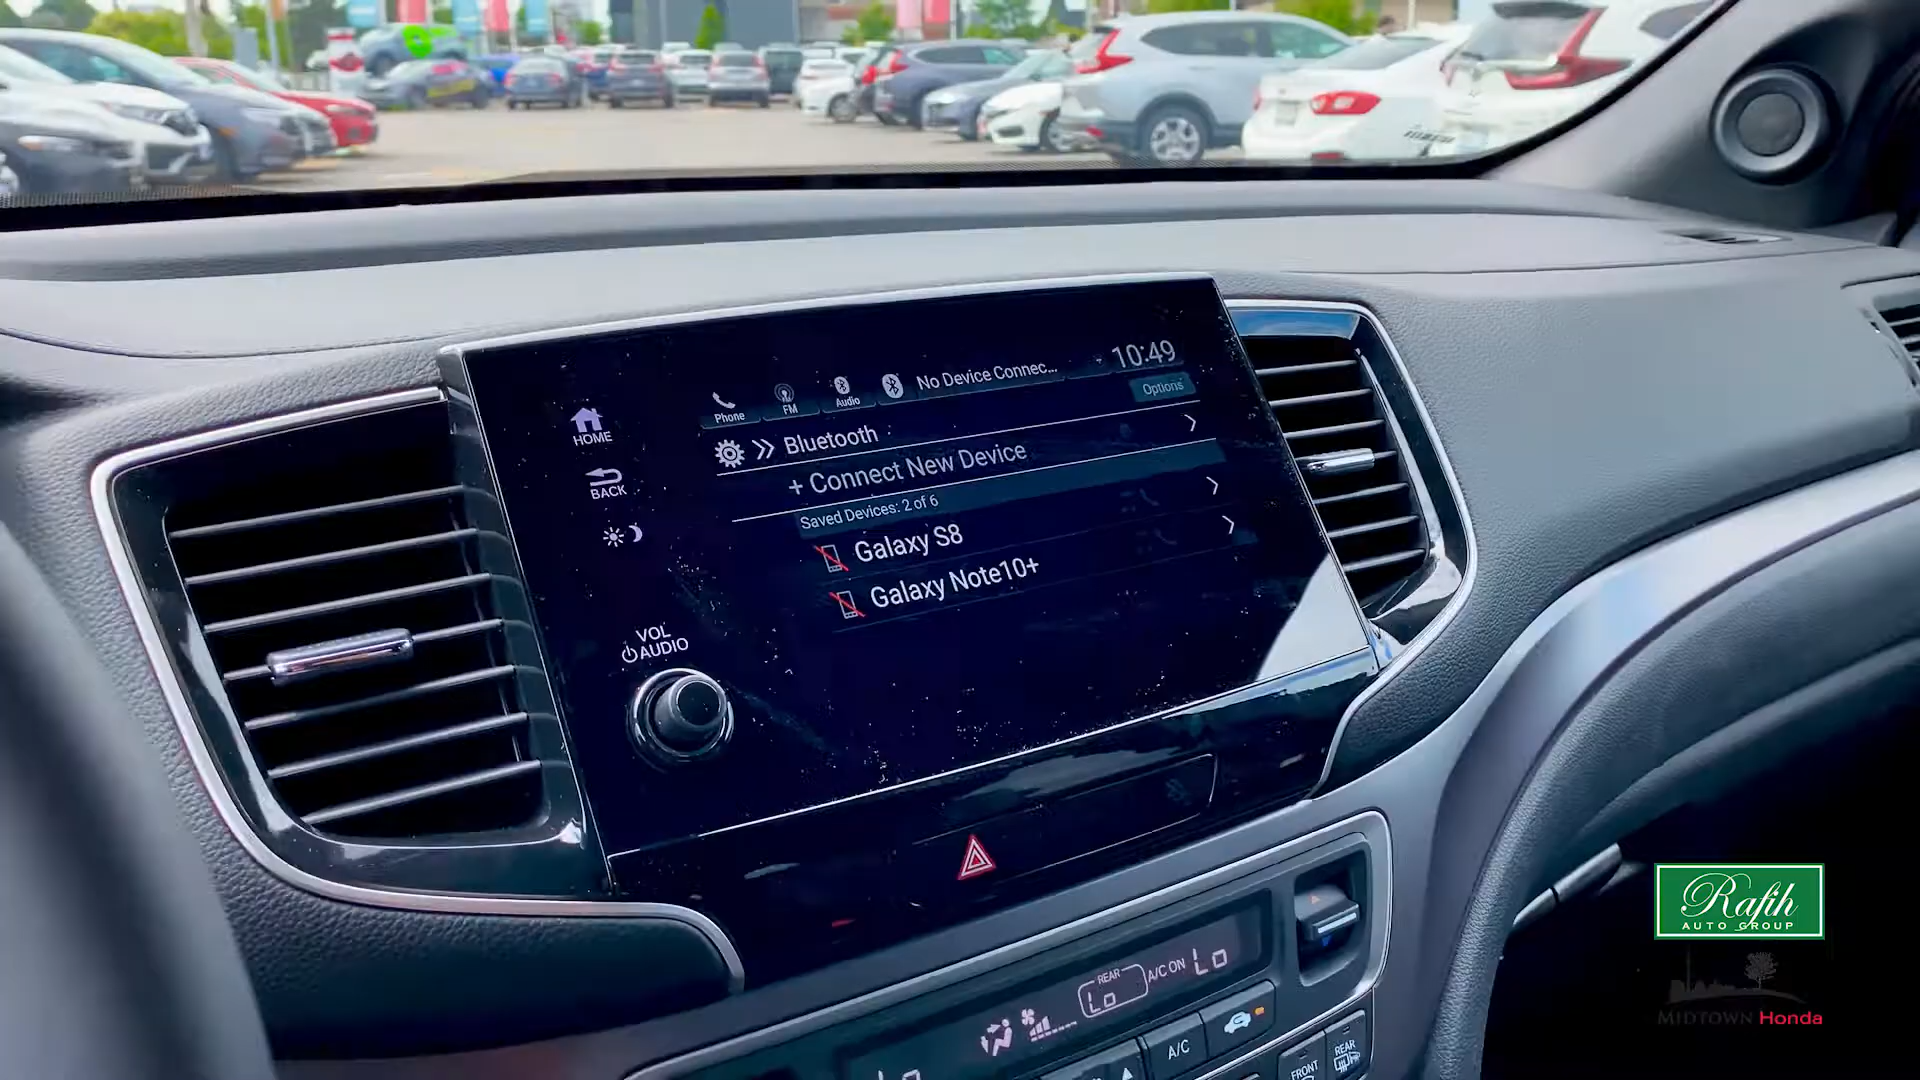 10:49
Phone
FM
Audio
No Device Connec...
Options
HOME
Bluetooth
+ Connect New Device
BACK
Saved Devices: 2 of 6
Galaxy S8
Galaxy Note10+
VOL
AUDIO
REAR
Lo
A/C ON
Lo
A/C
FRONT
REAR
Rafih
AUTO GROUP
MIDTOWN Honda